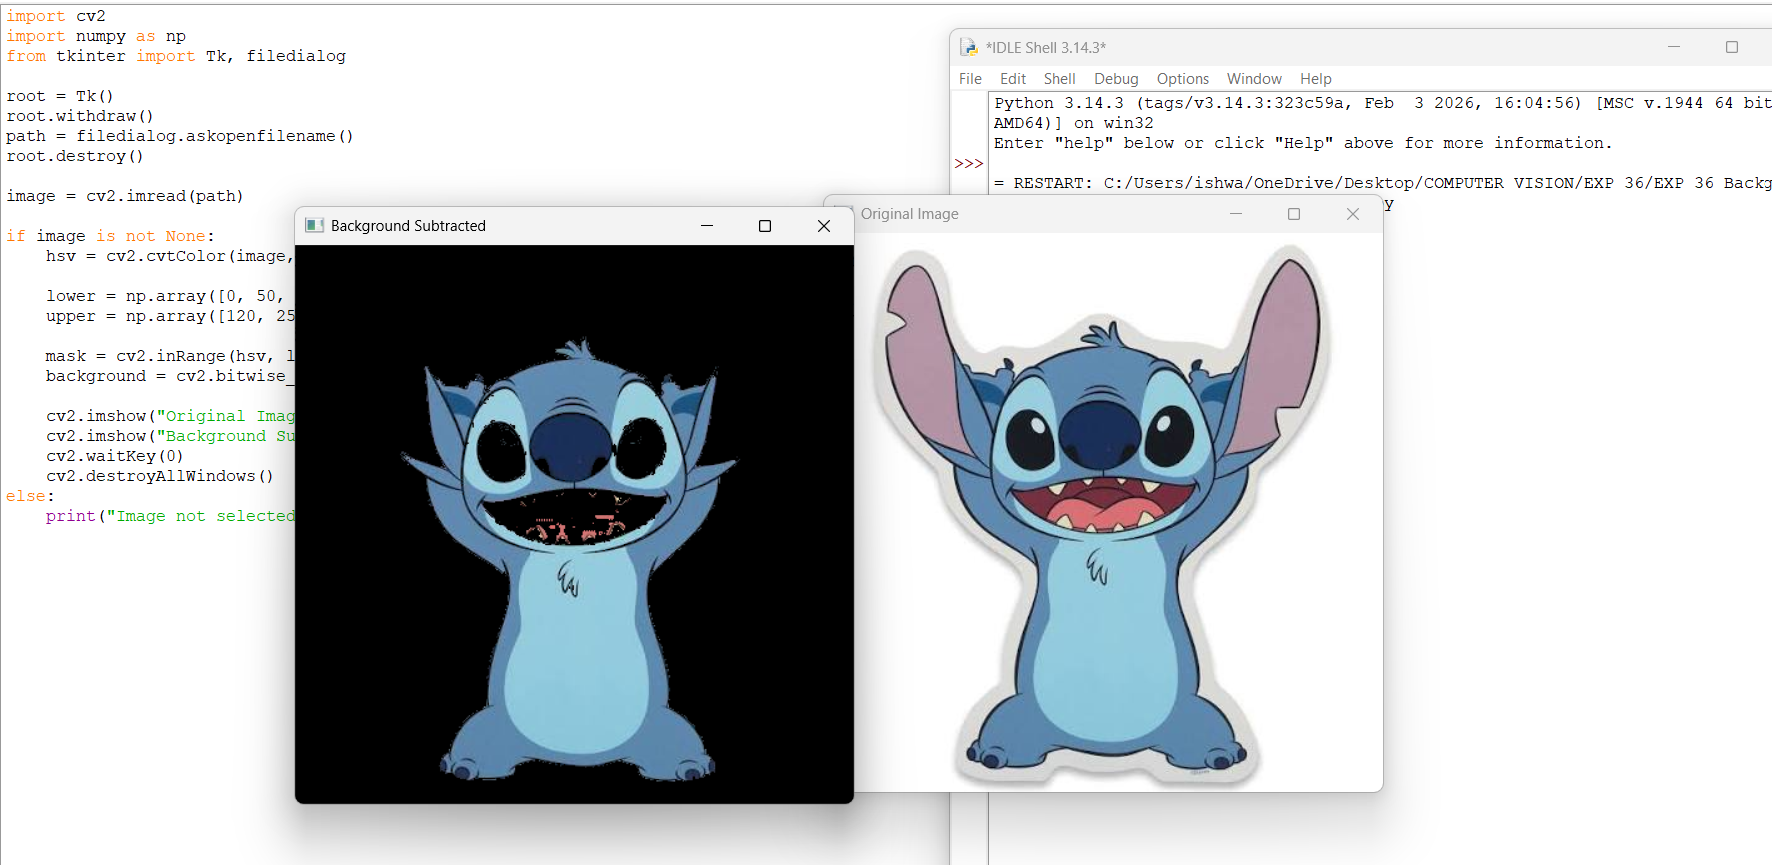 import cv2
import numpy as np
from tkinter import Tk, filedialog
root = Tk()
root.withdraw()
path = filedialog.askopenfilename()
root.destroy()
image = cv2.imread(path)
if image is not None:
    hsv = cv2.cvtColor(image,
    lower = np.array([0, 50,
    upper = np.array([120, 25
    mask = cv2.inRange(hsv, l
    background = cv2.bitwise_
    cv2.imshow("Original Imag
    cv2.imshow("Background Su
    cv2.waitKey(0)
    cv2.destroyAllWindows()
else:
    print("Image not selected
Background Subtracted
Original Image
*IDLE Shell 3.14.3*
File Edit Shell Debug Options Window Help
Python 3.14.3 (tags/v3.14.3:323c59a, Feb  3 2026, 16:04:56) [MSC v.1944 64 bit
AMD64)] on win32
Enter "help" below or click "Help" above for more information.
>>>
= RESTART: C:/Users/ishwa/OneDrive/Desktop/COMPUTER VISION/EXP 36/EXP 36 Backg
y